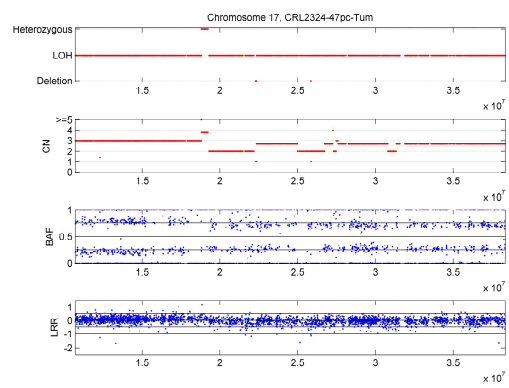 Chromosome 17, CRL2324-47pc-Tum
Heterozygous
LOH
Deletion
1.5 2 2.5 3 3.5
x 10^7
>=5
4
3
2
1
0
CN
1.5 2 2.5 3 3.5
x 10^7
1
0.5
0
BAF
1.5 2 2.5 3 3.5
x 10^7
1
0
-1
-2
LRR
1.5 2 2.5 3 3.5
x 10^7